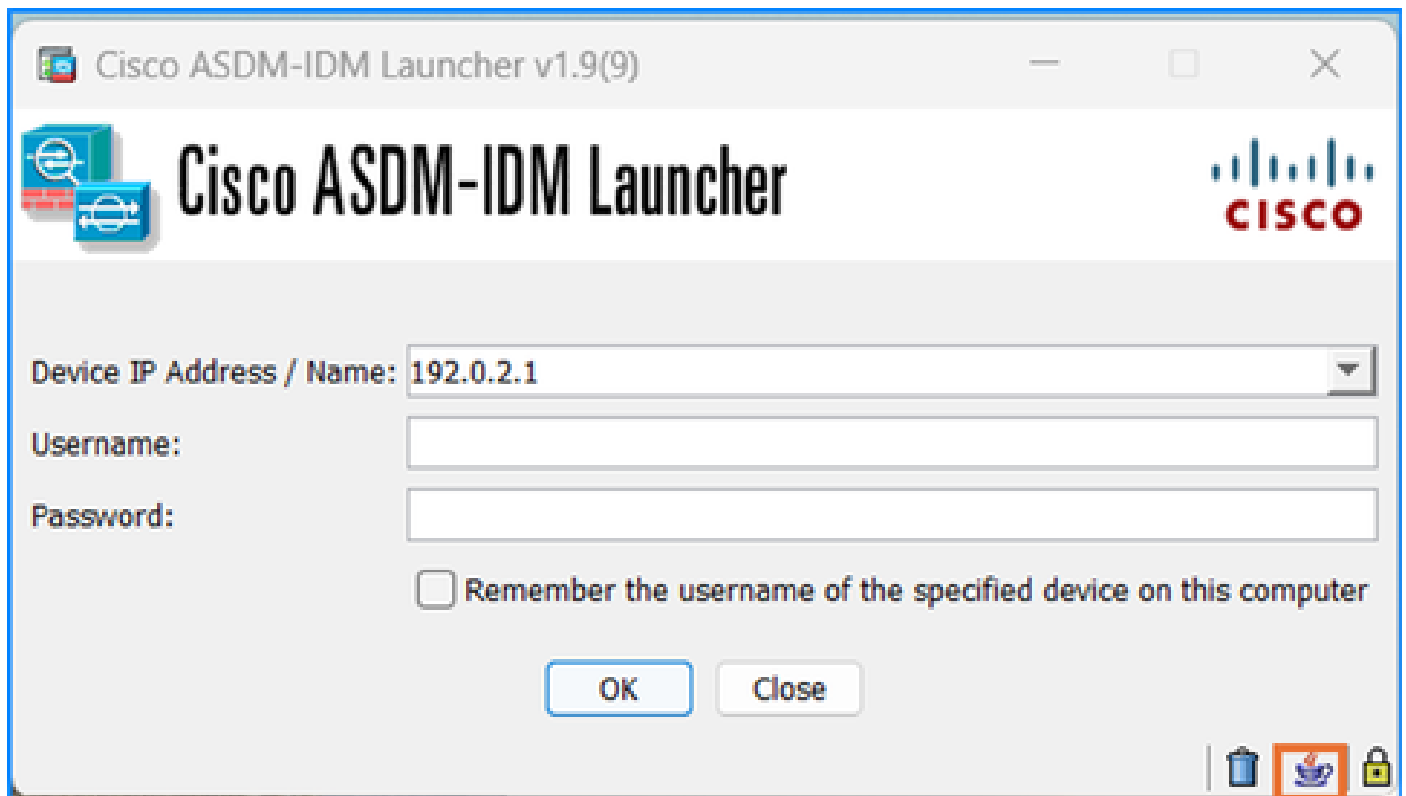 Cisco ASDM-IDM Launcher v1.9(9)
Cisco ASDM-IDM Launcher
CISCO
Device IP Address / Name: 192.0.2.1
Username:
Password:
Remember the username of the specified device on this computer
OK Close